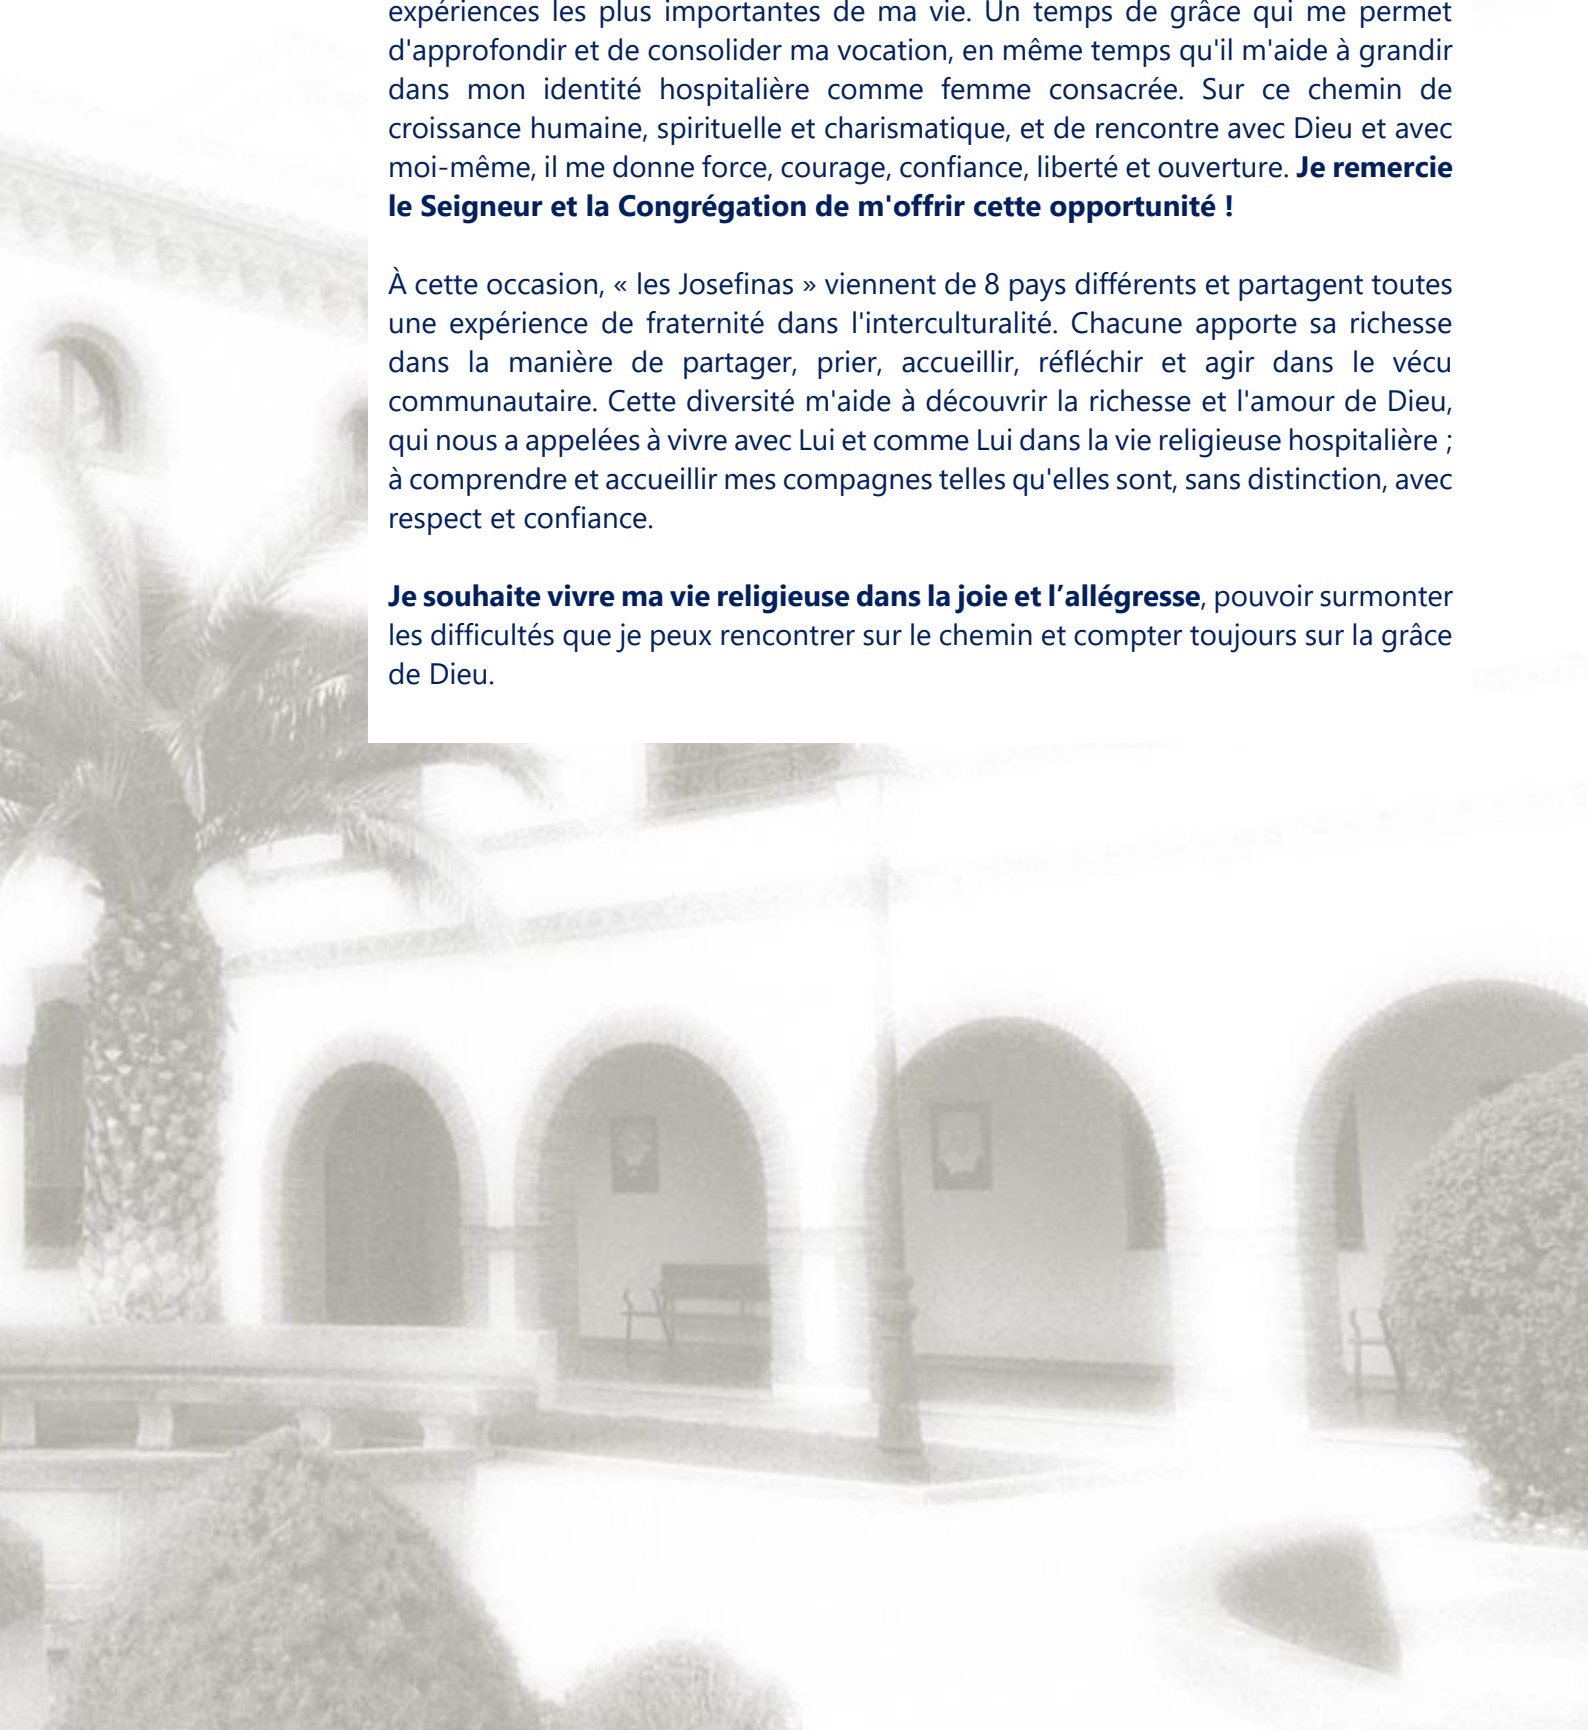 expériences les plus importantes de ma vie. Un temps de grâce qui me permet
d'approfondir et de consolider ma vocation, en même temps qu'il m'aide à grandir
dans mon identité hospitalière comme femme consacrée. Sur ce chemin de
croissance humaine, spirituelle et charismatique, et de rencontre avec Dieu et avec
moi-même, il me donne force, courage, confiance, liberté et ouverture. Je remercie
le Seigneur et la Congrégation de m'offrir cette opportunité !
À cette occasion, « les Josefinas » viennent de 8 pays différents et partagent toutes
une expérience de fraternité dans l'interculturalité. Chacune apporte sa richesse
dans la manière de partager, prier, accueillir, réfléchir et agir dans le vécu
communautaire. Cette diversité m'aide à découvrir la richesse et l'amour de Dieu,
qui nous a appelées à vivre avec Lui et comme Lui dans la vie religieuse hospitalière ;
à comprendre et accueillir mes compagnes telles qu'elles sont, sans distinction, avec
respect et confiance.
Je souhaite vivre ma vie religieuse dans la joie et l’allégresse, pouvoir surmonter
les difficultés que je peux rencontrer sur le chemin et compter toujours sur la grâce
de Dieu.